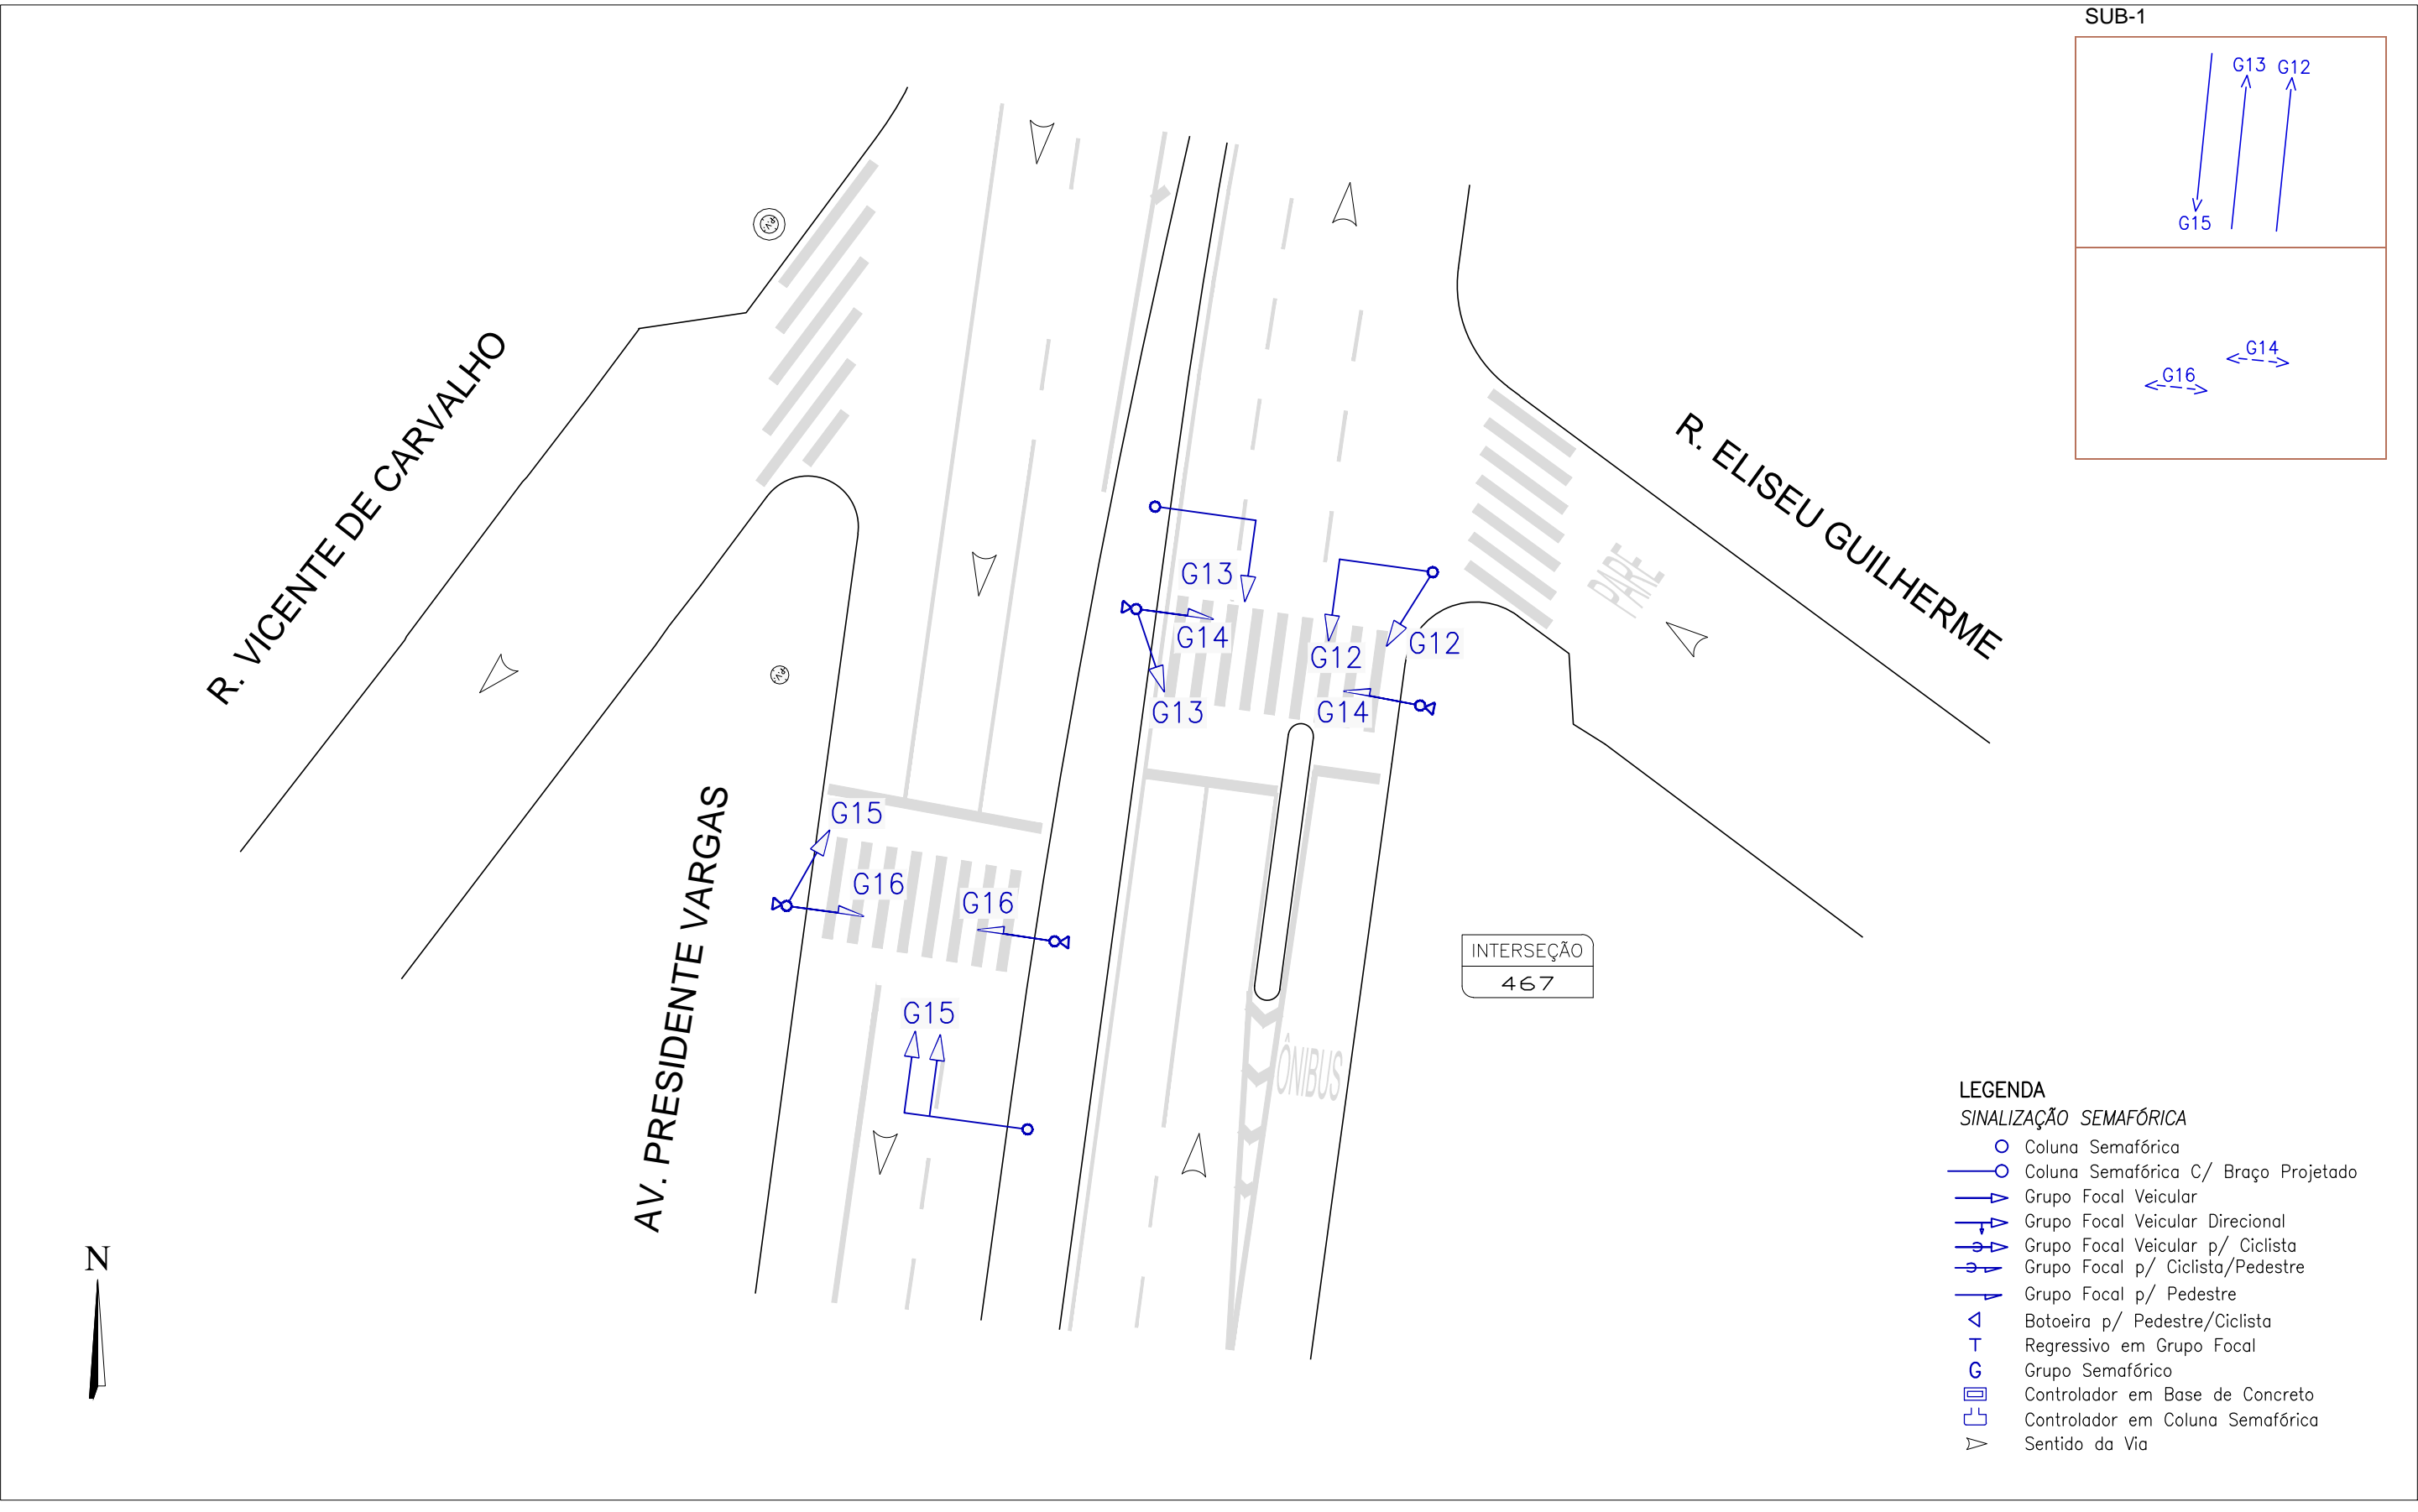 SUB-1
G13 G12
G15
G14
G16
R. VICENTE DE CARVALHO
R. ELISEU GUILHERME
PARE
P.V.
G13
G14
G12
G12
G13
G14
P.V.
AV. PRESIDENTE VARGAS
G15
G16
G16
G15
ÔNIBUS
INTERSEÇÃO
467
N
LEGENDA
SINALIZAÇÃO SEMAFÓRICA
Coluna Semafórica
Coluna Semafórica C/ Braço Projetado
Grupo Focal Veicular
Grupo Focal Veicular Direcional
Grupo Focal Veicular p/ Ciclista
Grupo Focal p/ Ciclista/Pedestre
Grupo Focal p/ Pedestre
Botoeira p/ Pedestre/Ciclista
T Regressivo em Grupo Focal
G Grupo Semafórico
Controlador em Base de Concreto
Controlador em Coluna Semafórica
Sentido da Via